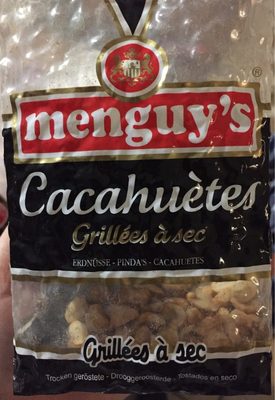 menguy's
®
Cacahuètes
Grillées à sec
ERDNÜSSE - PINDA'S - CACAHUETES
Grillées à sec
Trocken geröstete - Drooggeroosterde - Tostados en seco